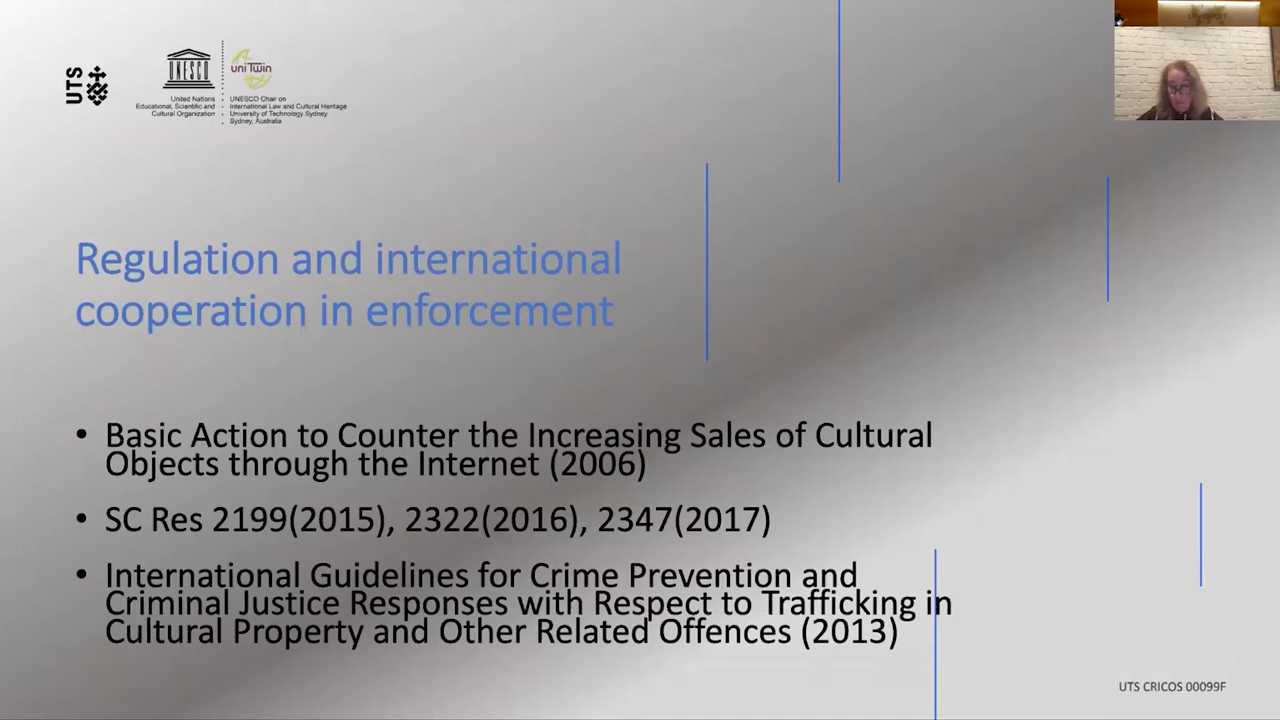 UTS
UNESCO
uni Twin
United Nations
Educational, Scientific and
Cultural Organization
UNESCO Chair on
International Law and Cultural Heritage
University of Technology Sydney
Sydney, Australia
Regulation and international
cooperation in enforcement
• Basic Action to Counter the Increasing Sales of Cultural
Objects through the Internet (2006)
• SC Res 2199(2015), 2322(2016), 2347(2017)
• International Guidelines for Crime Prevention and
Criminal Justice Responses with Respect to Trafficking in
Cultural Property and Other Related Offences (2013)
UTS CRICOS 00099F